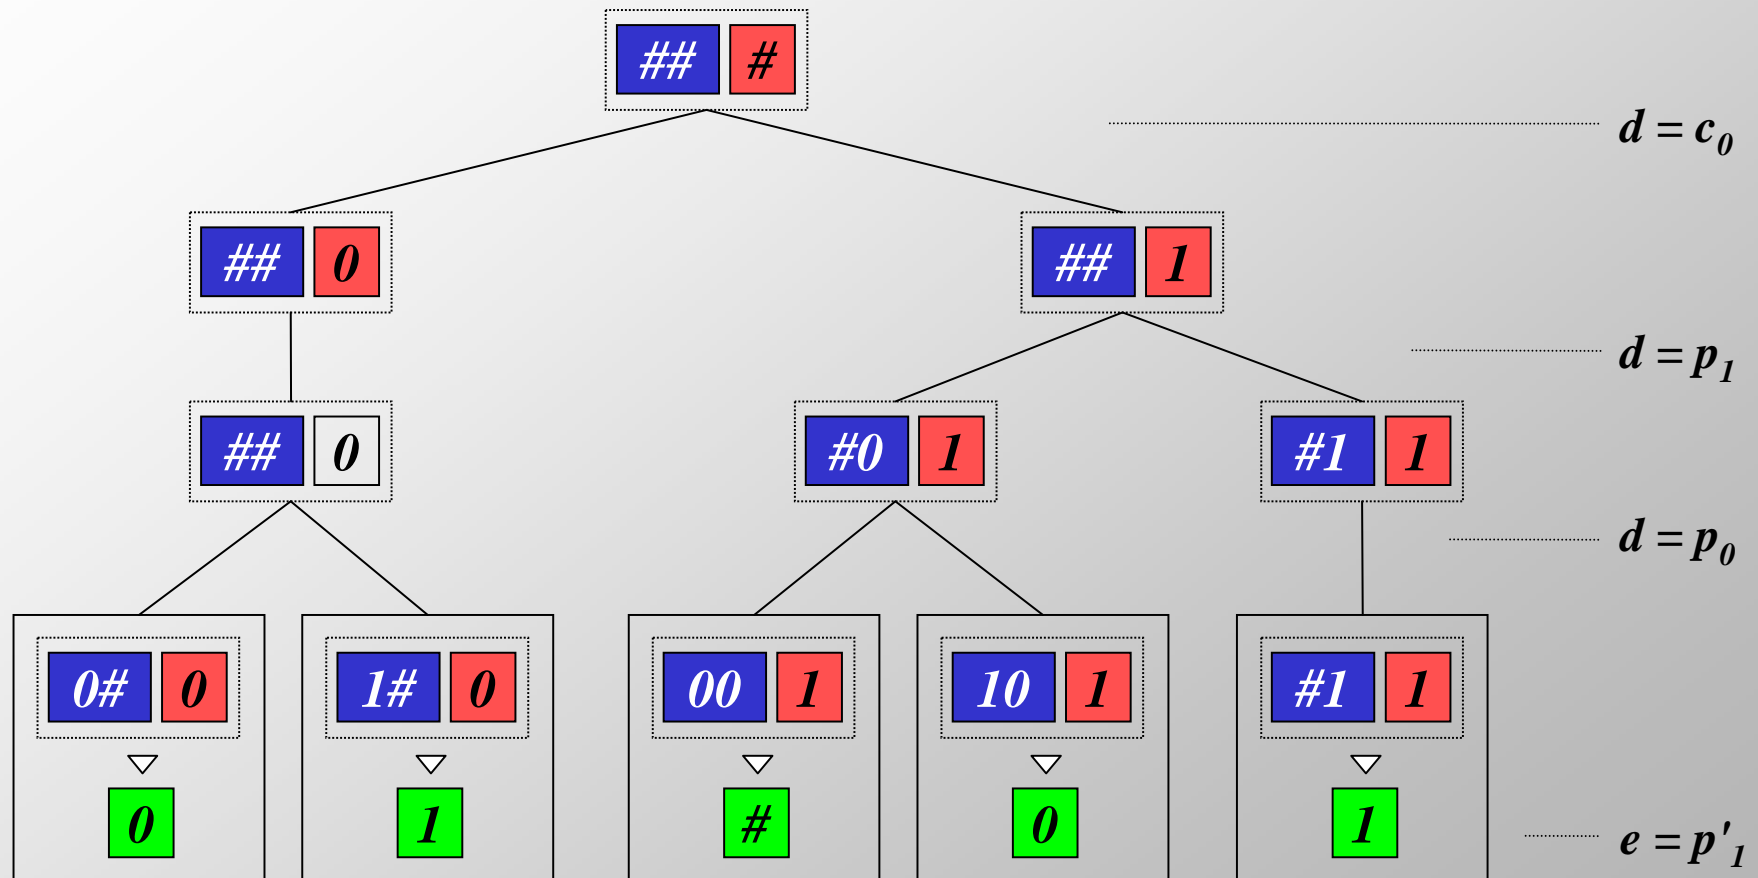 ## #
d = c0
## 0 ## 1
d = p1
## 0 #0 1 #1 1
d = p0
0# 0 1# 0 00 1 10 1 #1 1
0 1 # 0 1
e = p'1